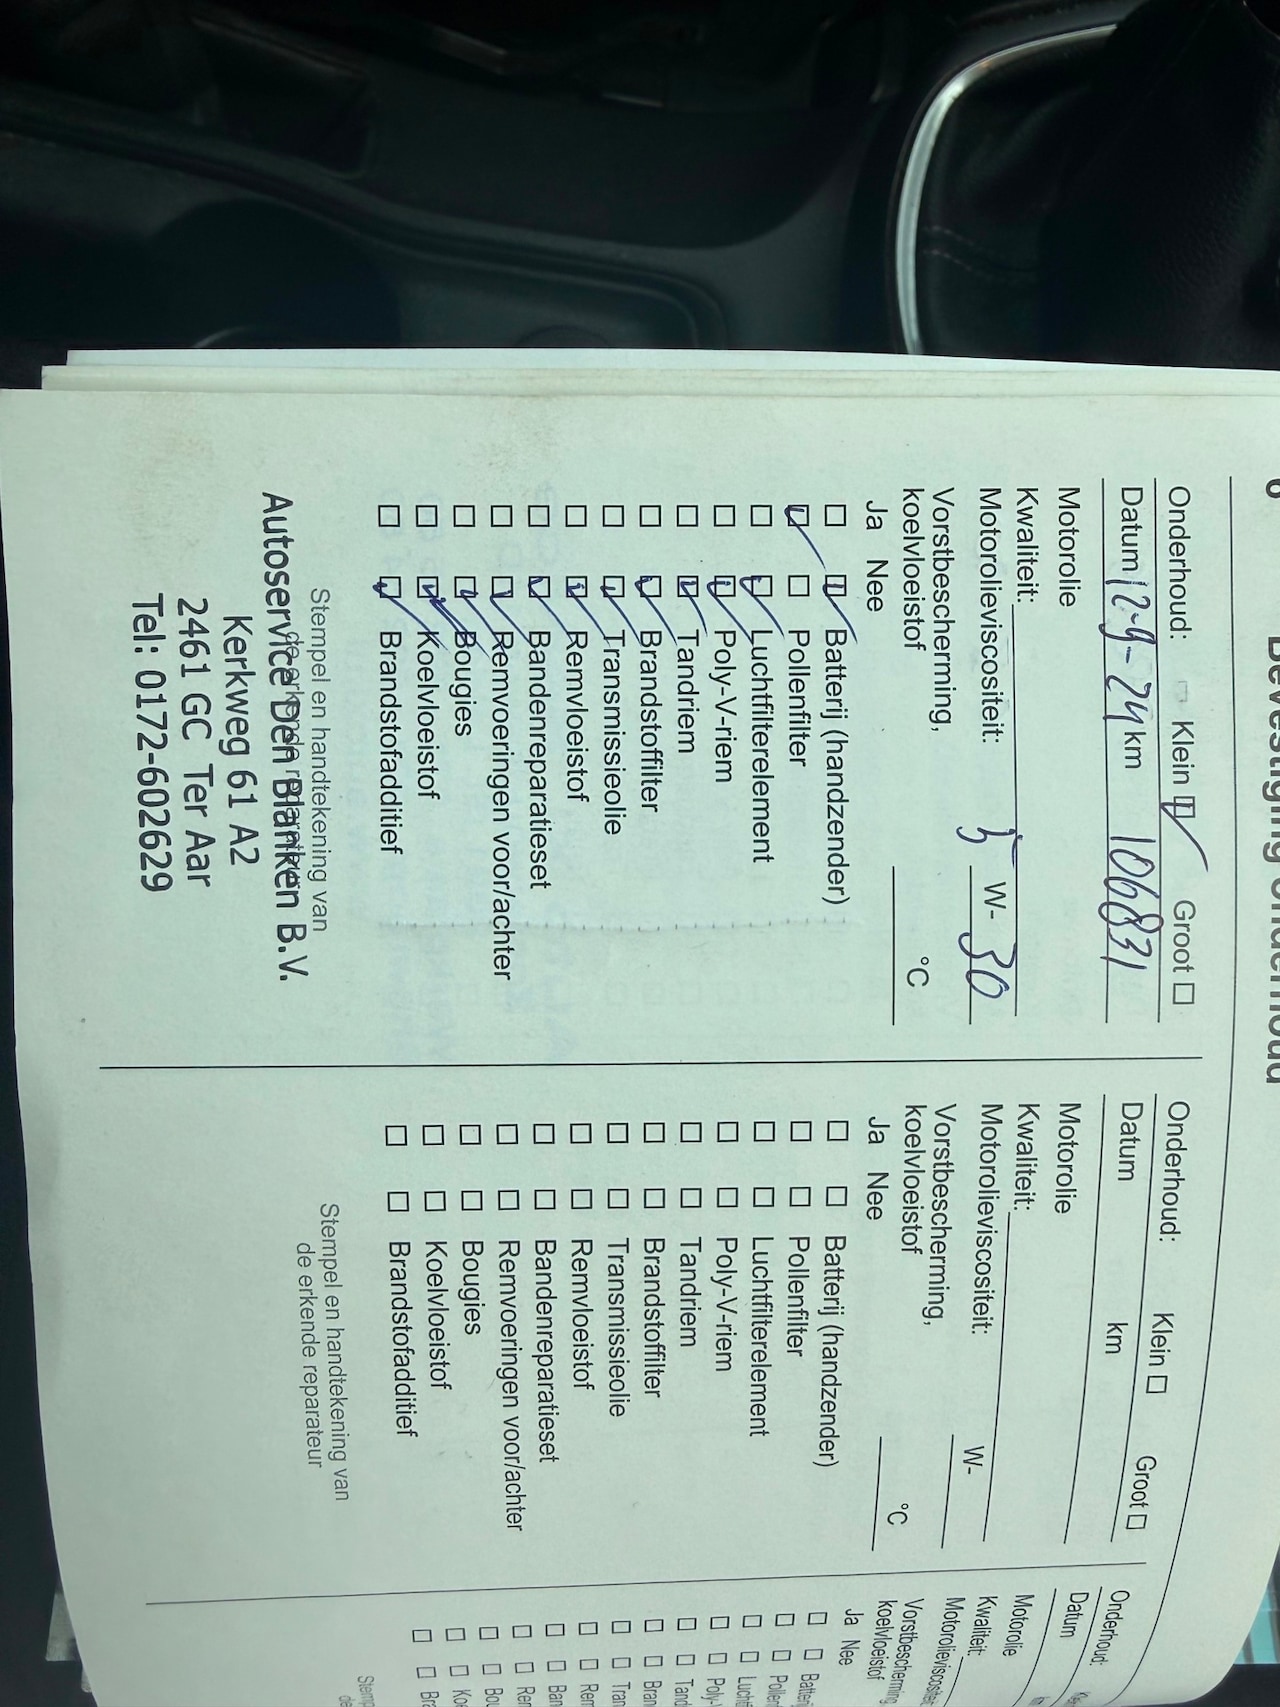 Onderhoud: Klein ☑ Groot ☐
Datum 12-9-24 km 106831
Motorolie
Kwaliteit:
Motorolieviscositeit: 5 W- 30
Vorstbescherming,
koelvloeistof °C
Ja Nee
☐ ☑ Batterij (handzender)
☑ ☐ Pollenfilter
☐ ☑ Luchtfilterelement
☐ ☑ Poly-V-riem
☐ ☑ Tandriem
☐ ☑ Brandstoffilter
☐ ☑ Transmissieolie
☐ ☑ Remvloeistof
☐ ☑ Bandenreparatieset
☐ ☑ Remvoeringen voor/achter
☐ ☑ Bougies
☐ ☑ Koelvloeistof
☐ ☑ Brandstofadditief
Stempel en handtekening van
de erkende reparateur
Autoservice Den Blanken B.V.
Kerkweg 61 A2
2461 GC Ter Aar
Tel: 0172-602629
Onderhoud: Klein ☐ Groot ☐
Datum km
Motorolie
Kwaliteit:
Motorolieviscositeit: W-
Vorstbescherming,
koelvloeistof °C
Ja Nee
☐ ☐ Batterij (handzender)
☐ ☐ Pollenfilter
☐ ☐ Luchtfilterelement
☐ ☐ Poly-V-riem
☐ ☐ Tandriem
☐ ☐ Brandstoffilter
☐ ☐ Transmissieolie
☐ ☐ Remvloeistof
☐ ☐ Bandenreparatieset
☐ ☐ Remvoeringen voor/achter
☐ ☐ Bougies
☐ ☐ Koelvloeistof
☐ ☐ Brandstofadditief
Stempel en handtekening van
de erkende reparateur
Onderhoud:
Datum
Motorolie
Kwaliteit:
Vorstbescherming,
koelvloeistof
Ja Nee